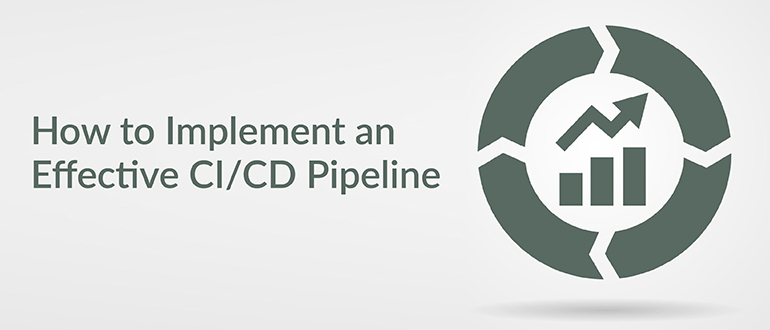 How to Implement an
Effective CI/CD Pipeline